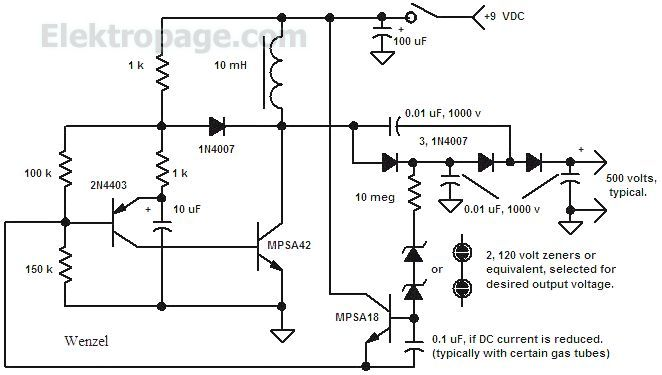 Elektropage.com
+9 VDC
100 uF
1 k
10 mH
0.01 uF, 1000 v
1N4007
3, 1N4007
100 k
1 k
2N4403
10 uF
10 meg
0.01 uF, 1000 v
500 volts,
typical.
MPSA42
150 k
or
2, 120 volt zeners or
equivalent, selected for
desired output voltage.
MPSA18
Wenzel
0.1 uF, if DC current is reduced.
(typically with certain gas tubes)